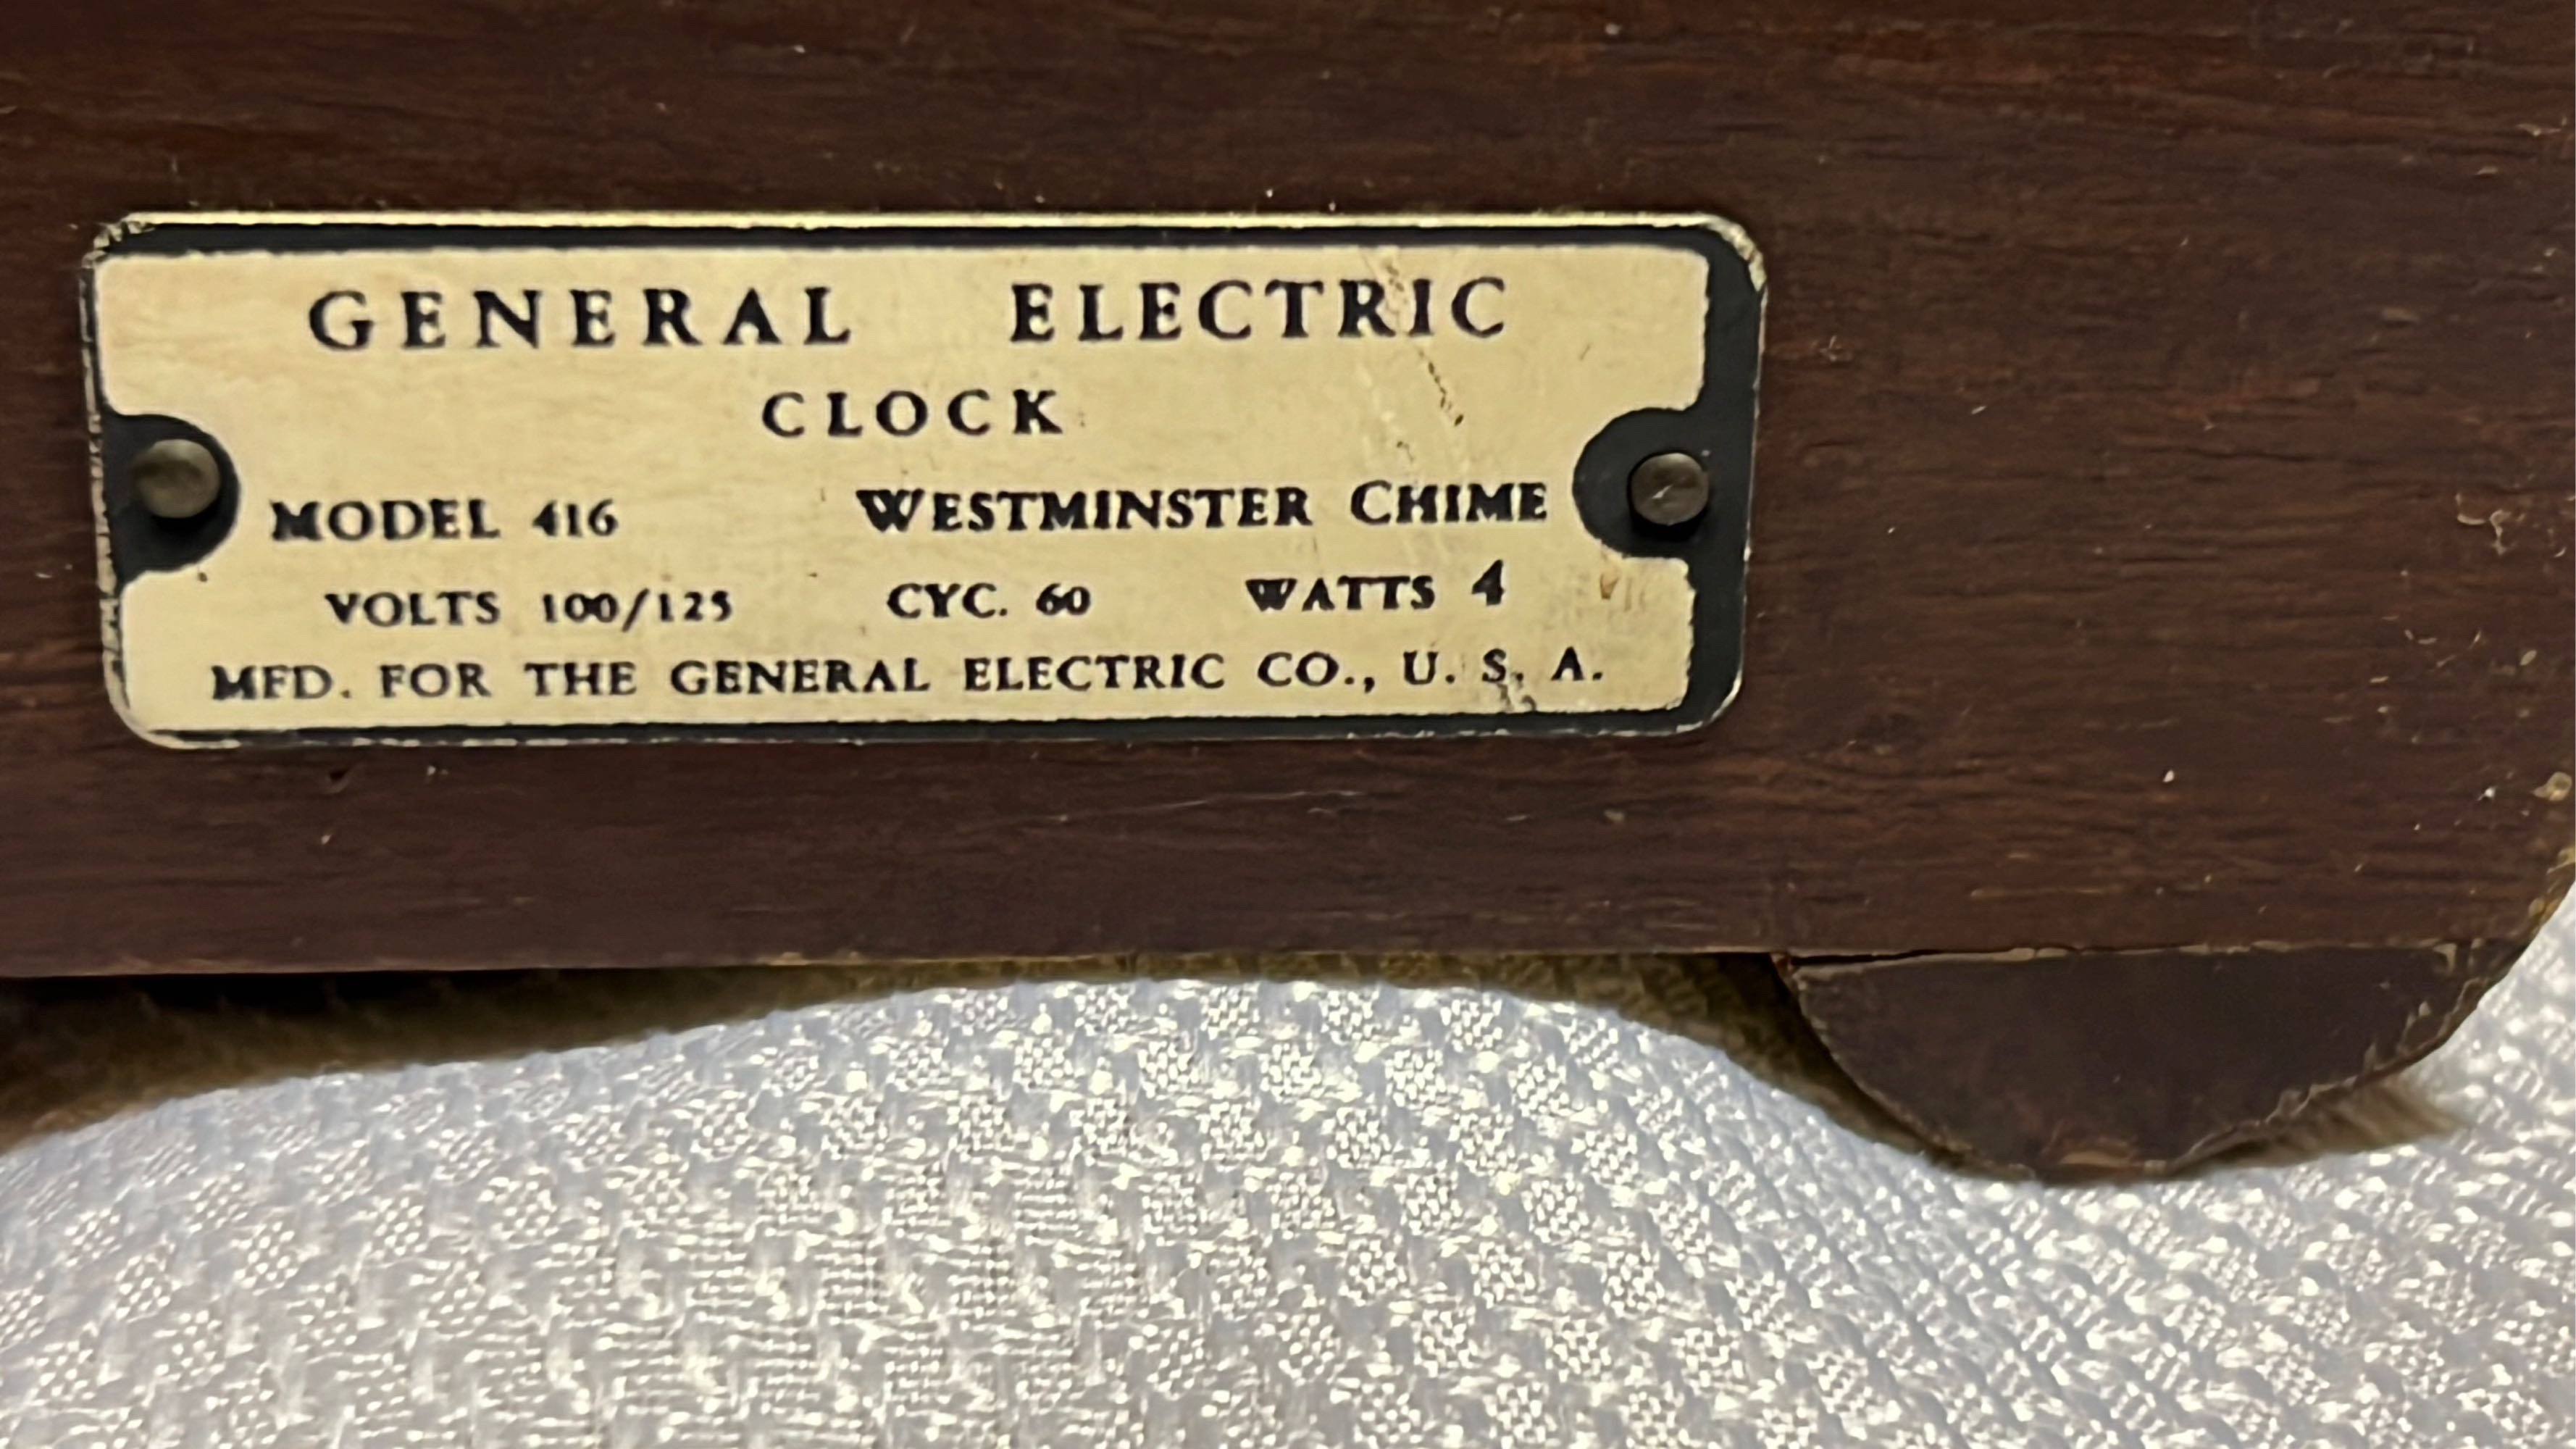 GENERAL ELECTRIC
CLOCK
MODEL 416 WESTMINSTER CHIME
VOLTS 100/125 CYC. 60 WATTS 4
MFD. FOR THE GENERAL ELECTRIC CO., U. S. A.